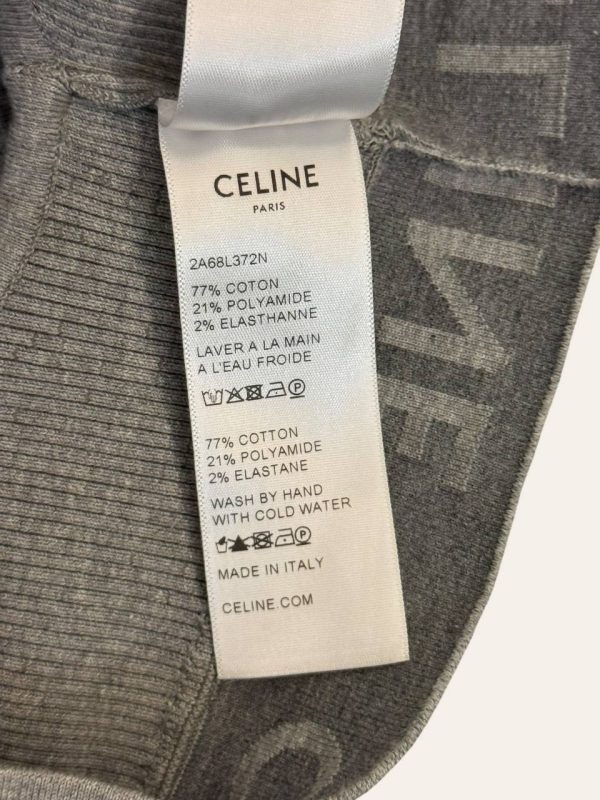 CELINE
PARIS
2A68L372N
77% COTON
21% POLYAMIDE
2% ELASTHANNE
LAVER A LA MAIN
A L'EAU FROIDE
77% COTTON
21% POLYAMIDE
2% ELASTANE
WASH BY HAND
WITH COLD WATER
MADE IN ITALY
CELINE.COM